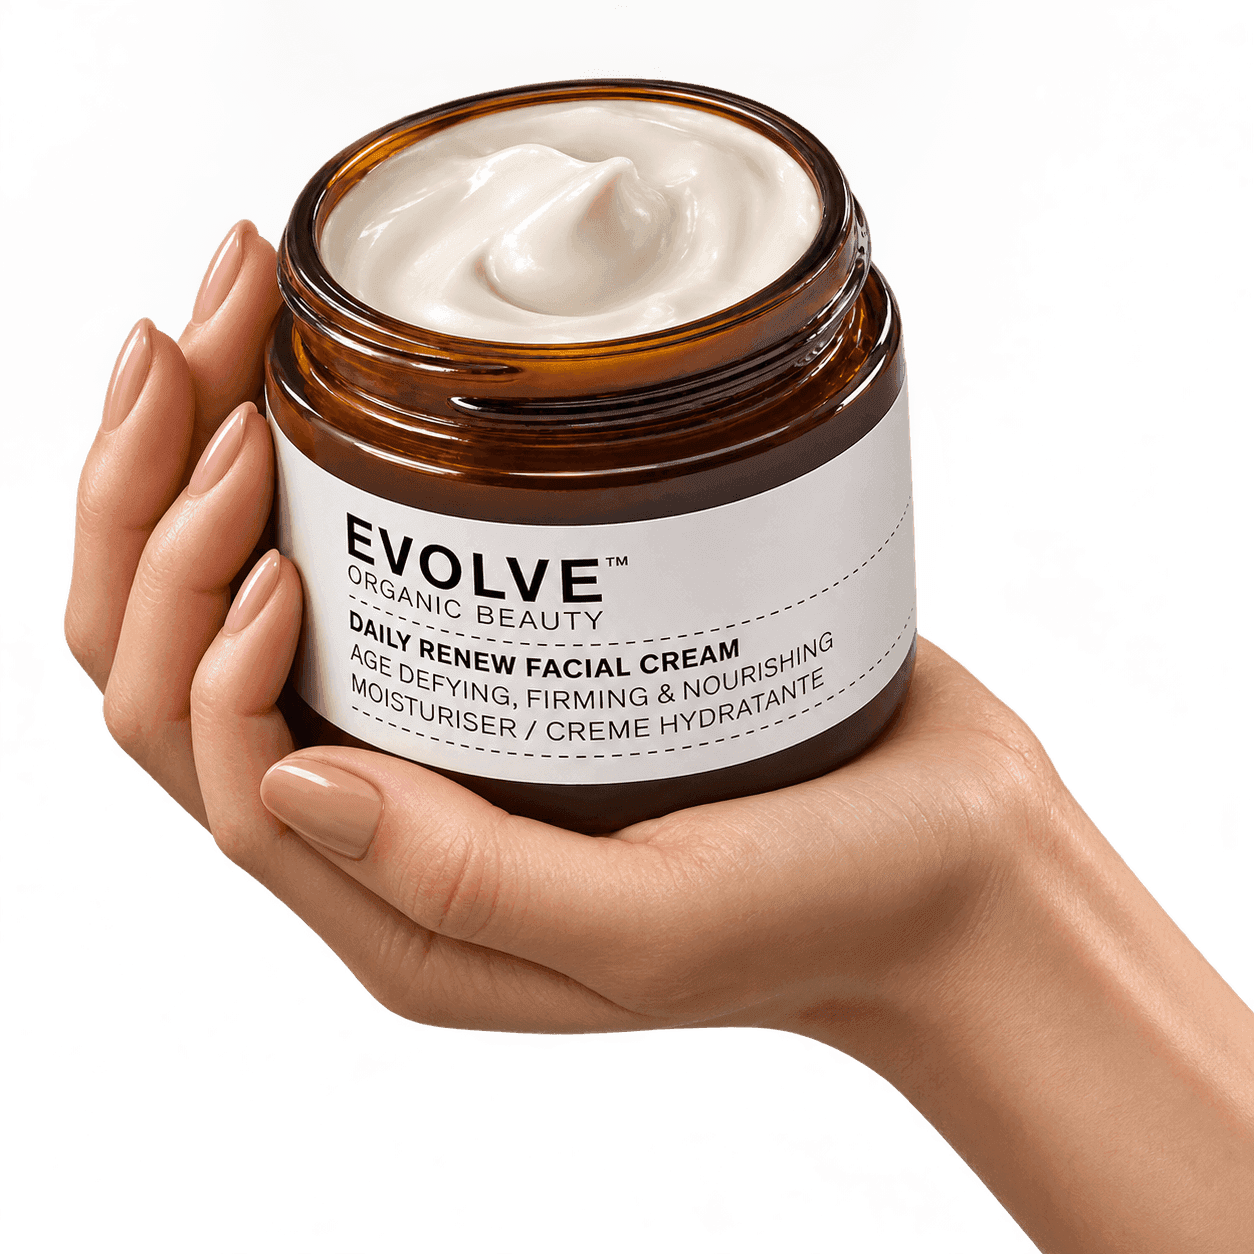 EVOLVE™
ORGANIC BEAUTY
DAILY RENEW FACIAL CREAM
AGE DEFYING, FIRMING & NOURISHING
MOISTURISER / CREME HYDRATANTE